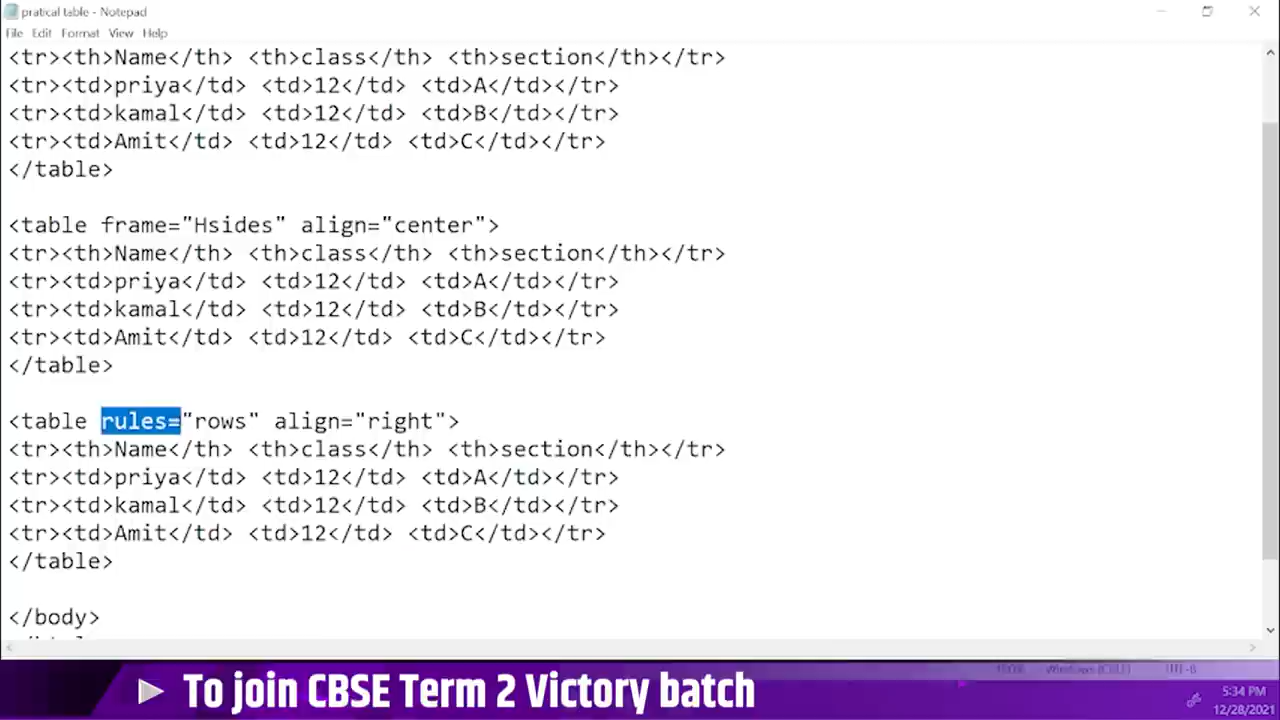 pratical table - Notepad
File Edit Format View Help
<tr><th>Name</th> <th>class</th> <th>section</th></tr>
<tr><td>priya</td> <td>12</td> <td>A</td></tr>
<tr><td>kamal</td> <td>12</td> <td>B</td></tr>
<tr><td>Amit</td> <td>12</td> <td>C</td></tr>
</table>
<table frame="Hsides" align="center">
<tr><th>Name</th> <th>class</th> <th>section</th></tr>
<tr><td>priya</td> <td>12</td> <td>A</td></tr>
<tr><td>kamal</td> <td>12</td> <td>B</td></tr>
<tr><td>Amit</td> <td>12</td> <td>C</td></tr>
</table>
<table rules="rows" align="right">
<tr><th>Name</th> <th>class</th> <th>section</th></tr>
<tr><td>priya</td> <td>12</td> <td>A</td></tr>
<tr><td>kamal</td> <td>12</td> <td>B</td></tr>
<tr><td>Amit</td> <td>12</td> <td>C</td></tr>
</table>
</body>
To join CBSE Term 2 Victory batch
5:34 PM
12/28/2021